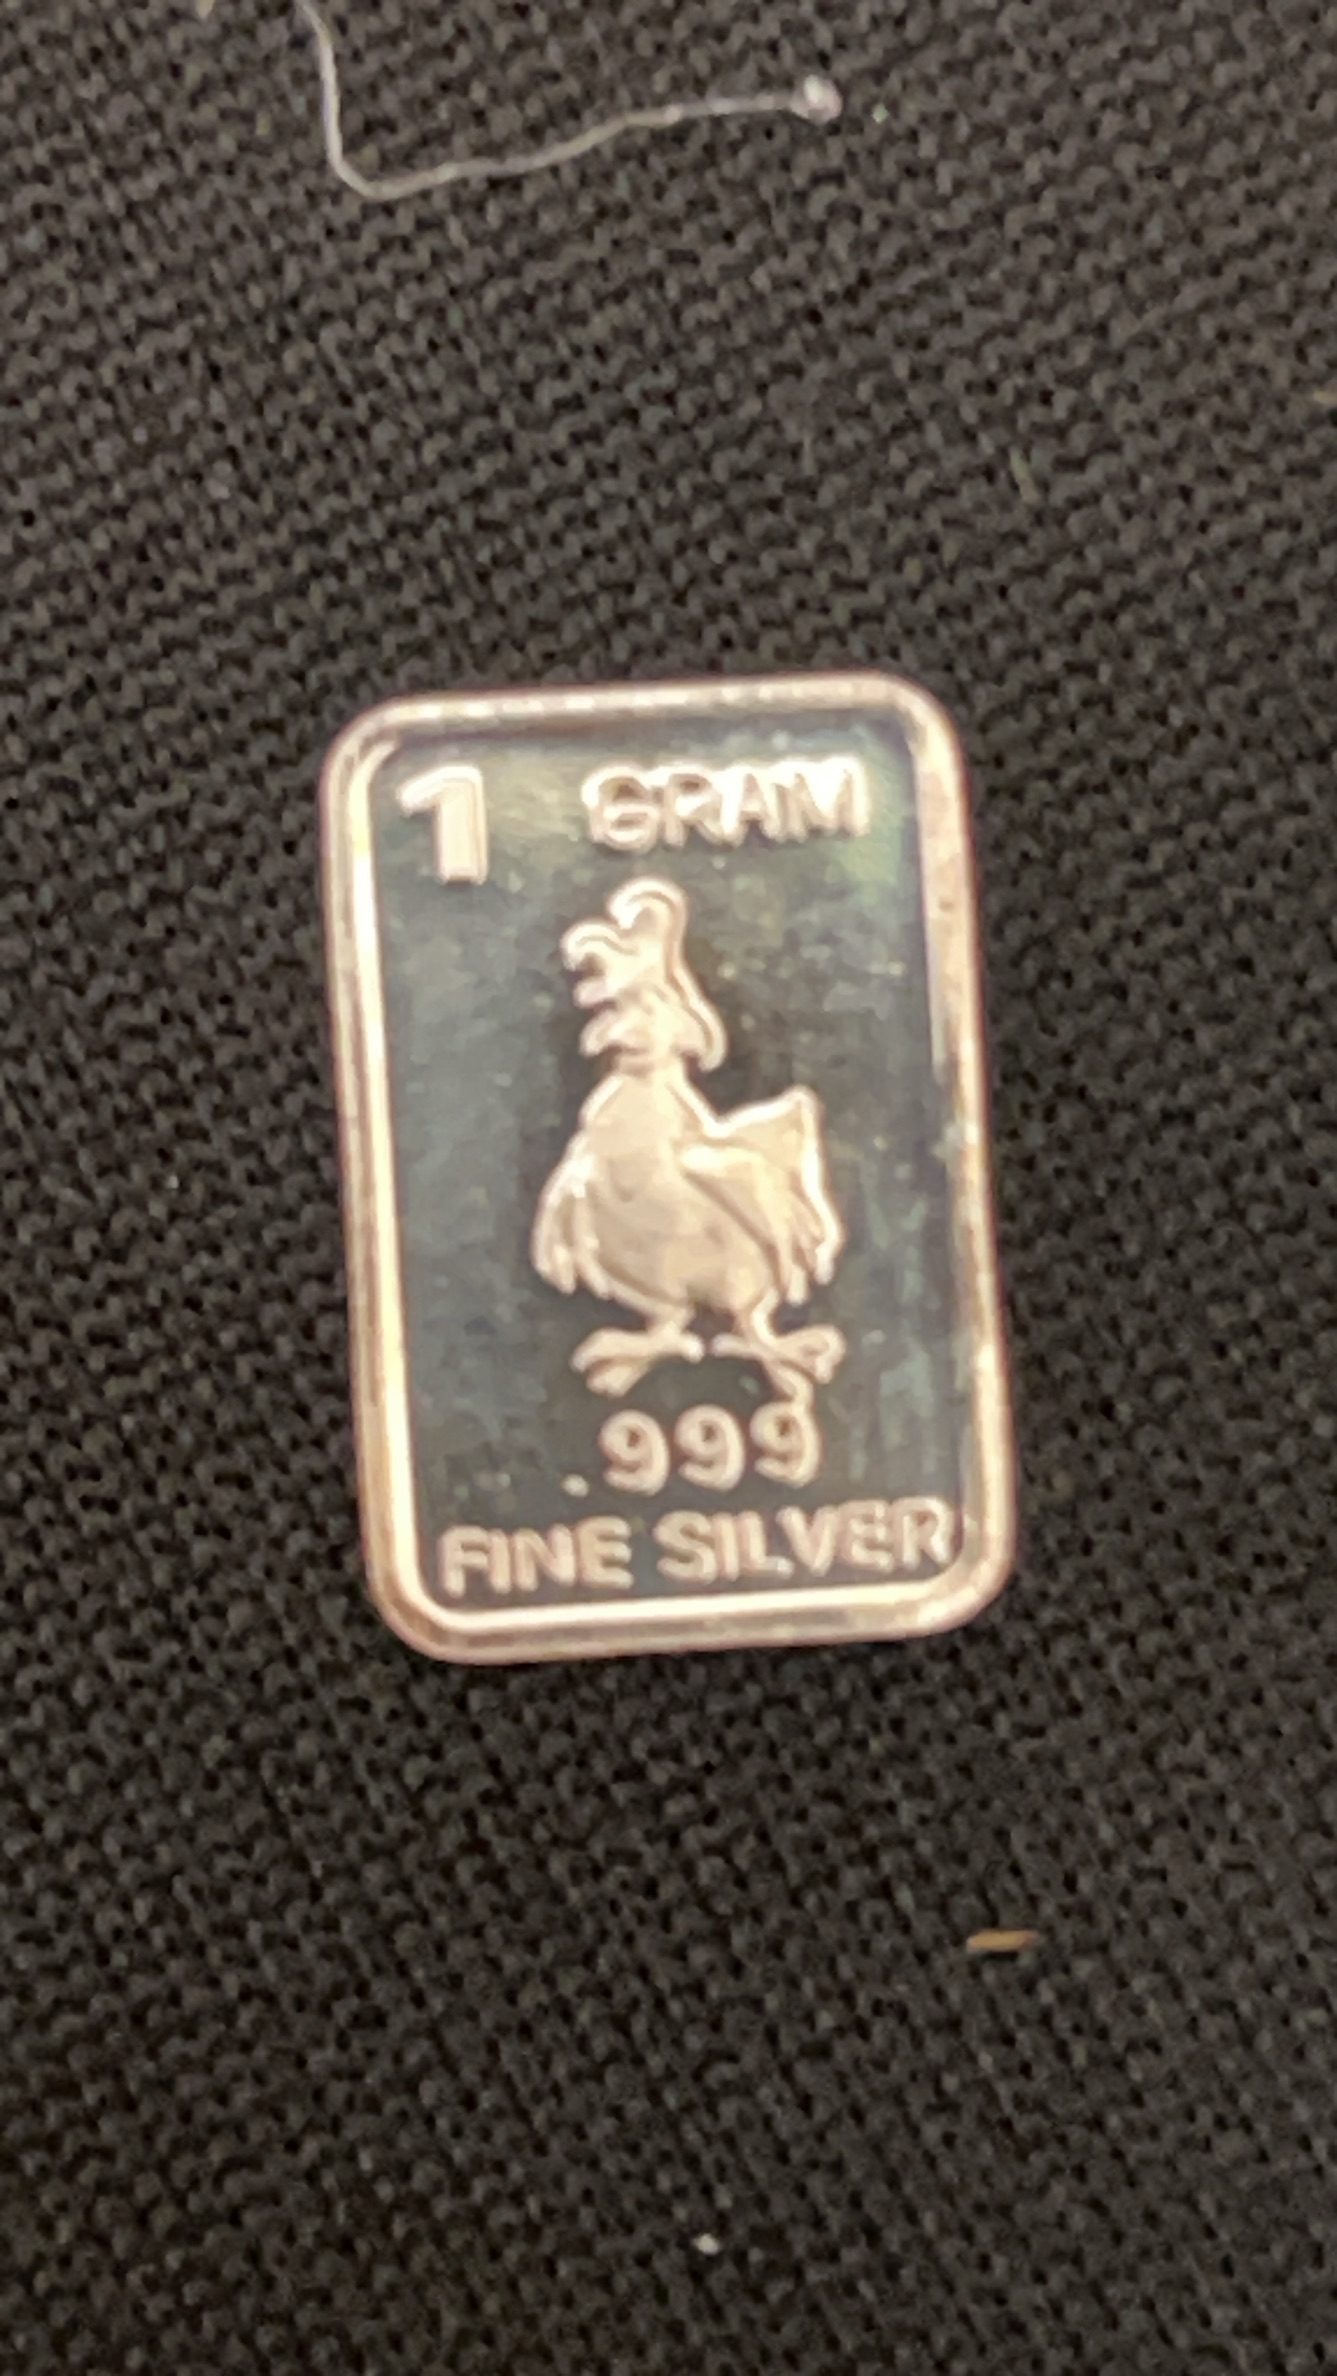 1 GRAM
.999
FINE SILVER